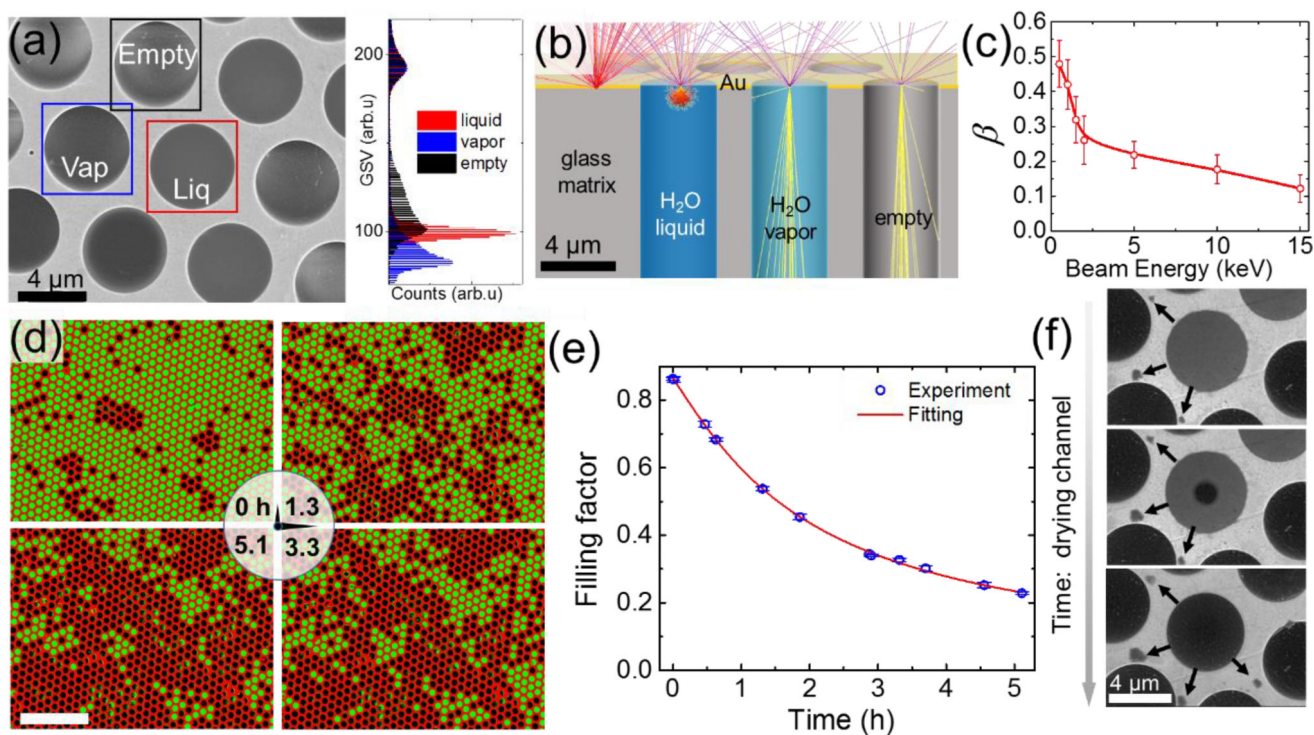 (a)
Empty
Vap
Liq
4 μm
200
100
GSV (arb.u)
liquid
vapor
empty
Counts (arb.u)
(b)
Au
glass
matrix
H₂O
liquid
H₂O
vapor
empty
4 μm
(c)
0.6
0.5
0.4
0.3
0.2
0.1
0.0
β
0 5 10 15
Beam Energy (keV)
(d)
0 h 1.3
5.1 3.3
(e)
0.8
0.6
0.4
0.2
0.0
Filling factor
Experiment
Fitting
0 1 2 3 4 5
Time (h)
(f)
Time: drying channel
4 μm